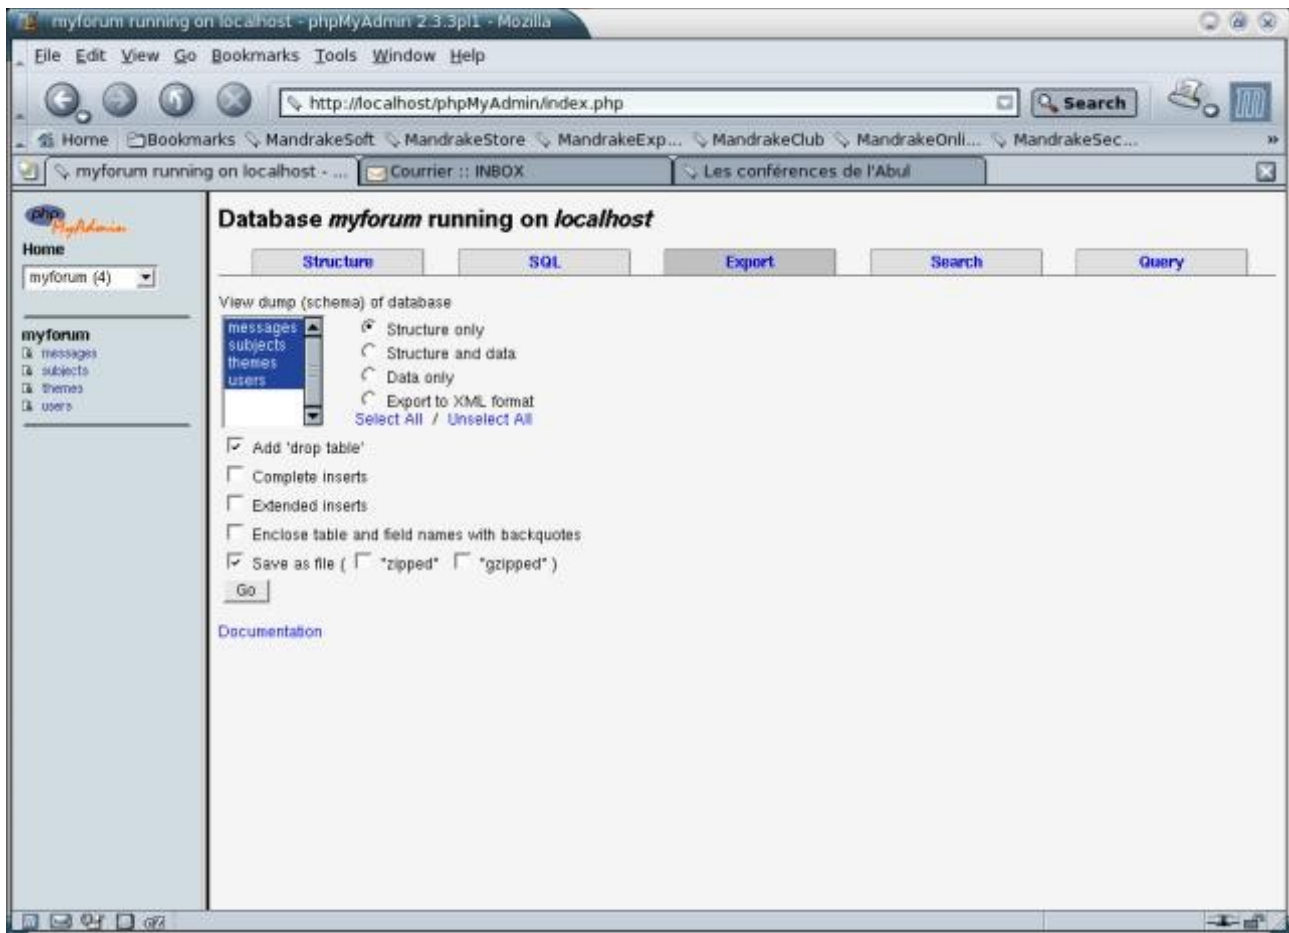 myforum running on localhost - phpMyAdmin 2.3.3pl1 - Mozilla
File Edit View Go Bookmarks Tools Window Help
http://localhost/phpMyAdmin/index.php Search
Home Bookmarks MandrakeSoft MandrakeStore MandrakeExp... MandrakeClub MandrakeOnli... MandrakeSec...
myforum running on localhost - ... Courrier :: INBOX Les conférences de l'Abul
php
MyAdmin
Home
myforum (4)
myforum
messages
subjects
themes
users
Database myforum running on localhost
Structure SQL Export Search Query
View dump (schema) of database
messages
subjects
themes
users
Structure only
Structure and data
Data only
Export to XML format
Select All / Unselect All
Add 'drop table'
Complete inserts
Extended inserts
Enclose table and field names with backquotes
Save as file ( "zipped" "gzipped" )
Go
Documentation